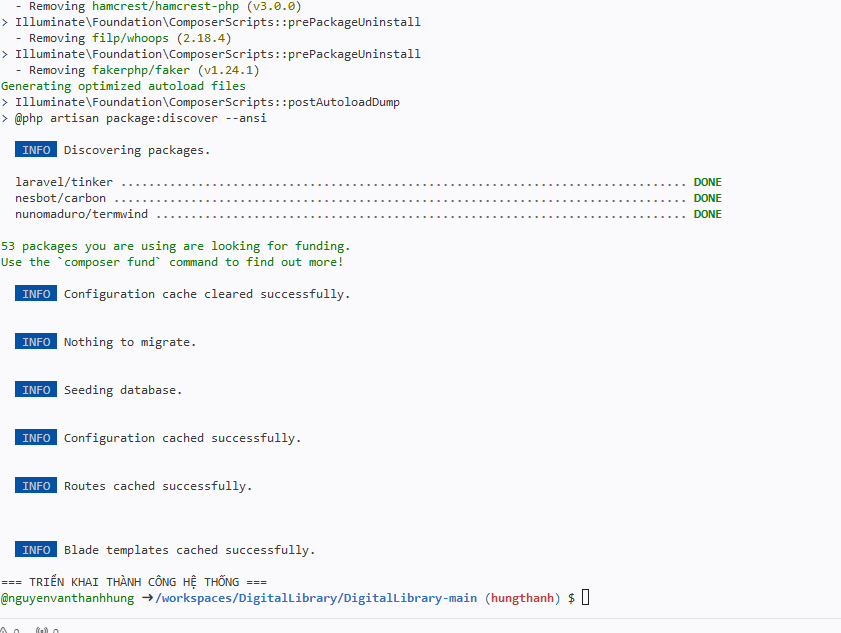 - Removing hamcrest/hamcrest-php (v3.0.0)
> Illuminate\Foundation\ComposerScripts::prePackageUninstall
- Removing filp/whoops (2.18.4)
> Illuminate\Foundation\ComposerScripts::prePackageUninstall
- Removing fakerphp/faker (v1.24.1)
Generating optimized autoload files
> Illuminate\Foundation\ComposerScripts::postAutoloadDump
> @php artisan package:discover --ansi
INFO Discovering packages.
laravel/tinker ................................................................................. DONE
nesbot/carbon .................................................................................. DONE
nunomaduro/termwind ............................................................................ DONE
53 packages you are using are looking for funding.
Use the `composer fund` command to find out more!
INFO Configuration cache cleared successfully.
INFO Nothing to migrate.
INFO Seeding database.
INFO Configuration cached successfully.
INFO Routes cached successfully.
INFO Blade templates cached successfully.
=== TRIỂN KHAI THÀNH CÔNG HỆ THỐNG ===
@nguyenvanthanhhung ➜/workspaces/DigitalLibrary/DigitalLibrary-main (hungthanh) $